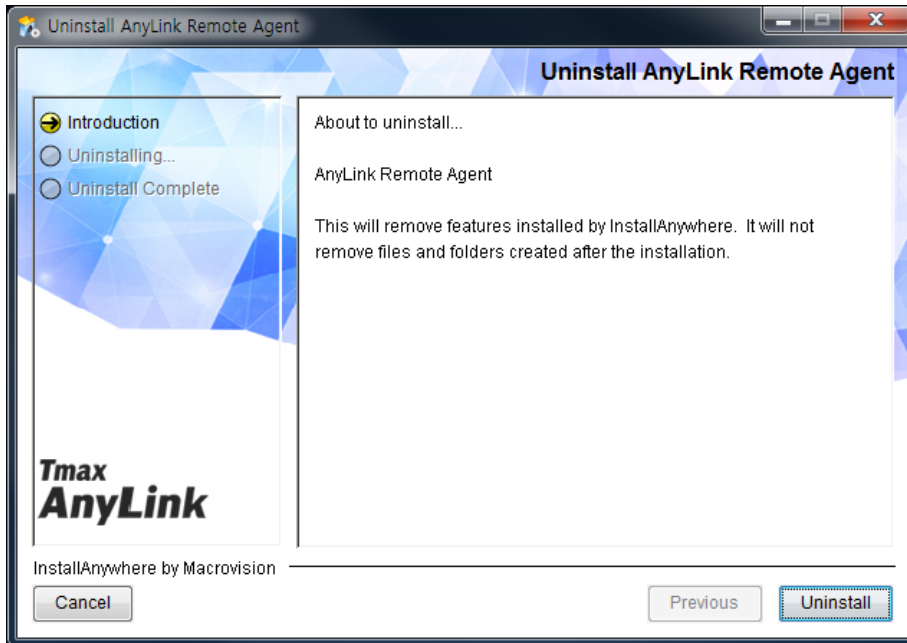 Uninstall AnyLink Remote Agent
Uninstall AnyLink Remote Agent
Introduction
Uninstalling...
Uninstall Complete
About to uninstall...
AnyLink Remote Agent
This will remove features installed by InstallAnywhere. It will not
remove files and folders created after the installation.
Tmax
AnyLink
InstallAnywhere by Macrovision
Cancel
Previous
Uninstall